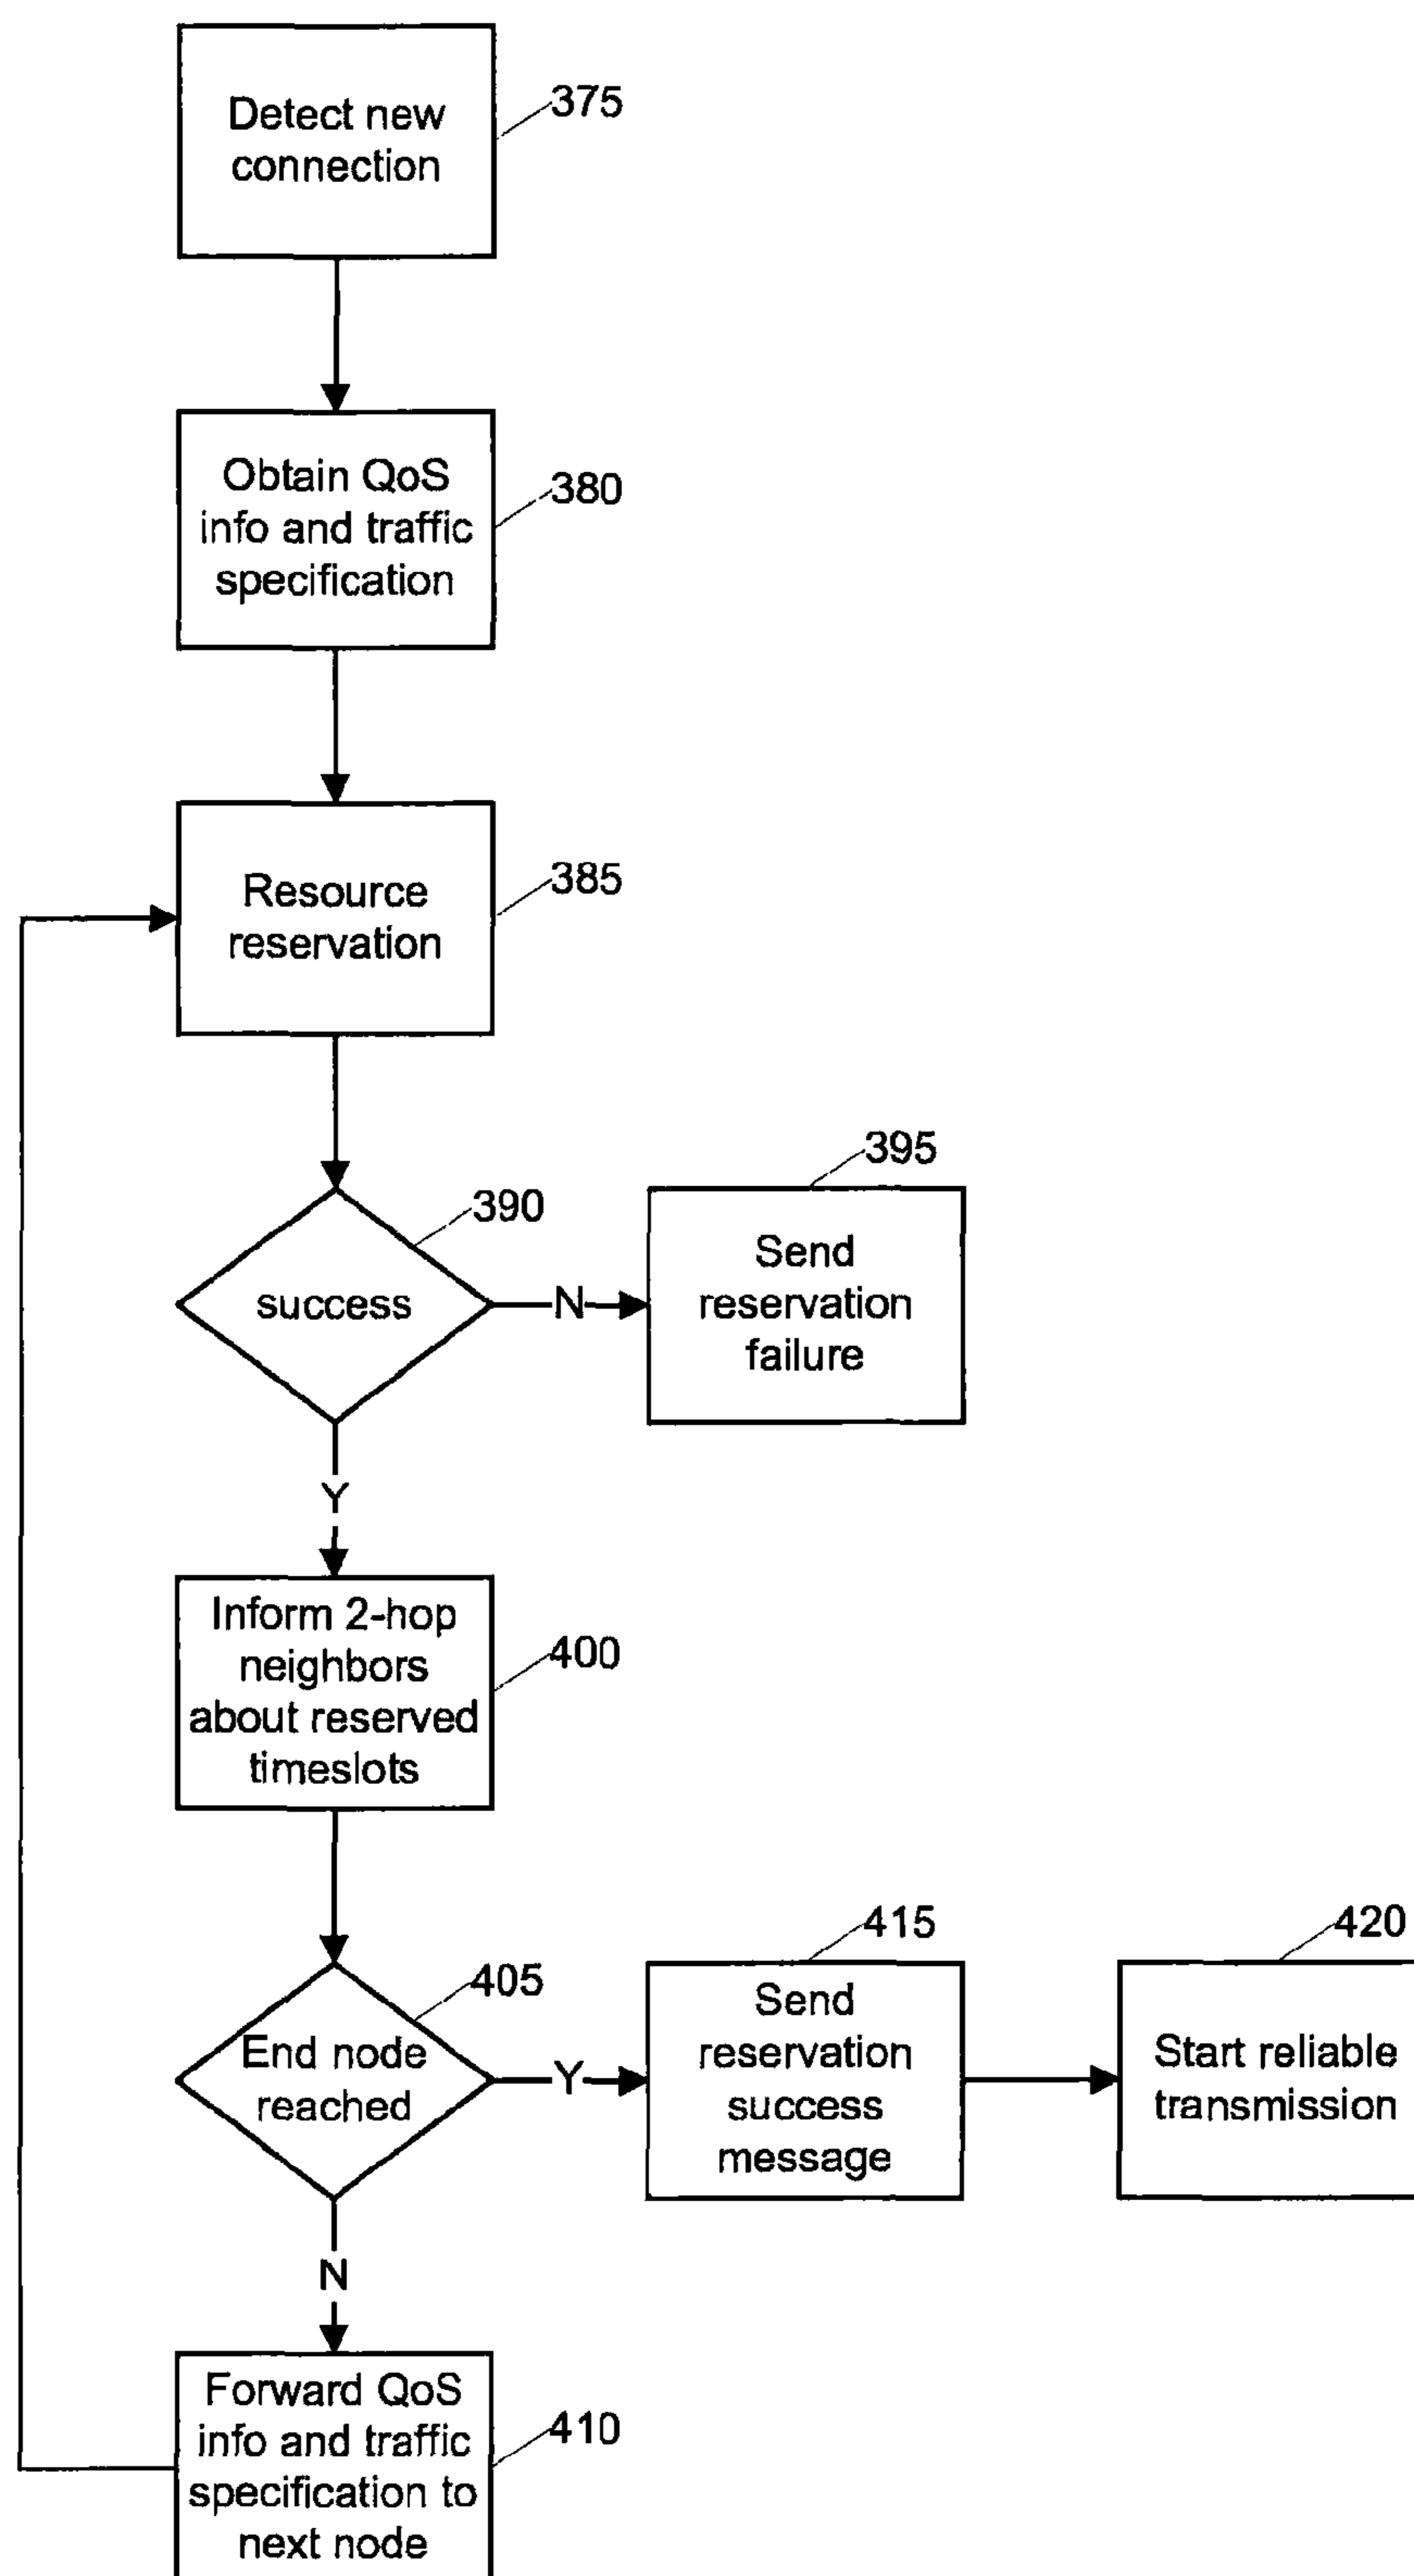 Detect new
connection
375
Obtain QoS
info and traffic
specification
380
Resource
reservation
385
success
390
N
Send
reservation
failure
395
Y
Inform 2-hop
neighbors
about reserved
timeslots
400
End node
reached
405
Y
Send
reservation
success
message
415
Start reliable
transmission
420
N
Forward QoS
info and traffic
specification to
next node
410